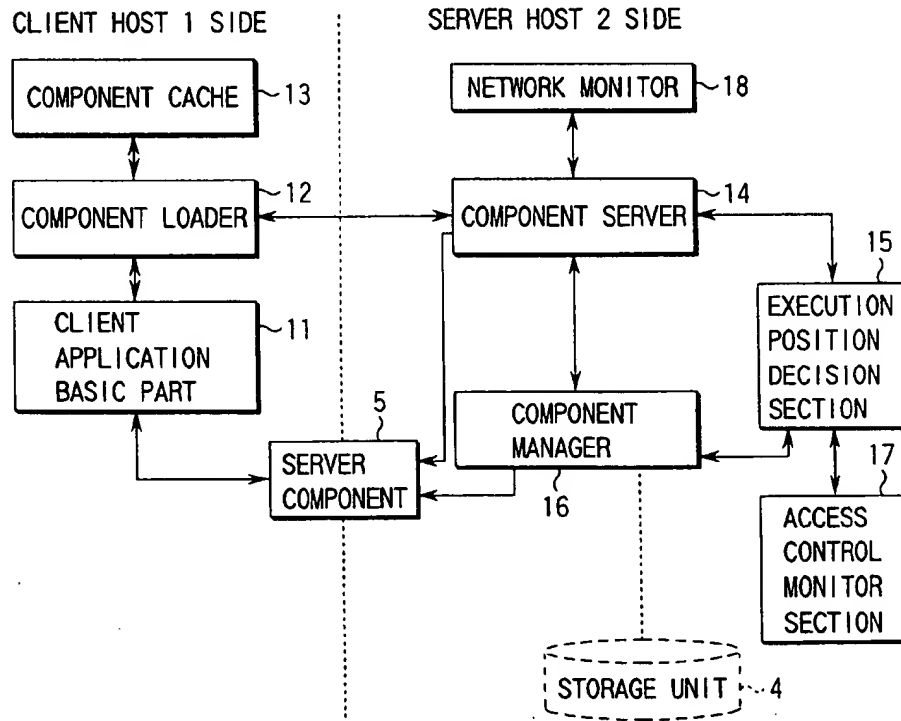 CLIENT HOST 1 SIDE
SERVER HOST 2 SIDE
COMPONENT CACHE
13
NETWORK MONITOR
18
COMPONENT LOADER
12
COMPONENT SERVER
14
CLIENT
APPLICATION
BASIC PART
11
EXECUTION
POSITION
DECISION
SECTION
15
SERVER
COMPONENT
5
COMPONENT
MANAGER
16
ACCESS
CONTROL
MONITOR
SECTION
17
STORAGE UNIT
4